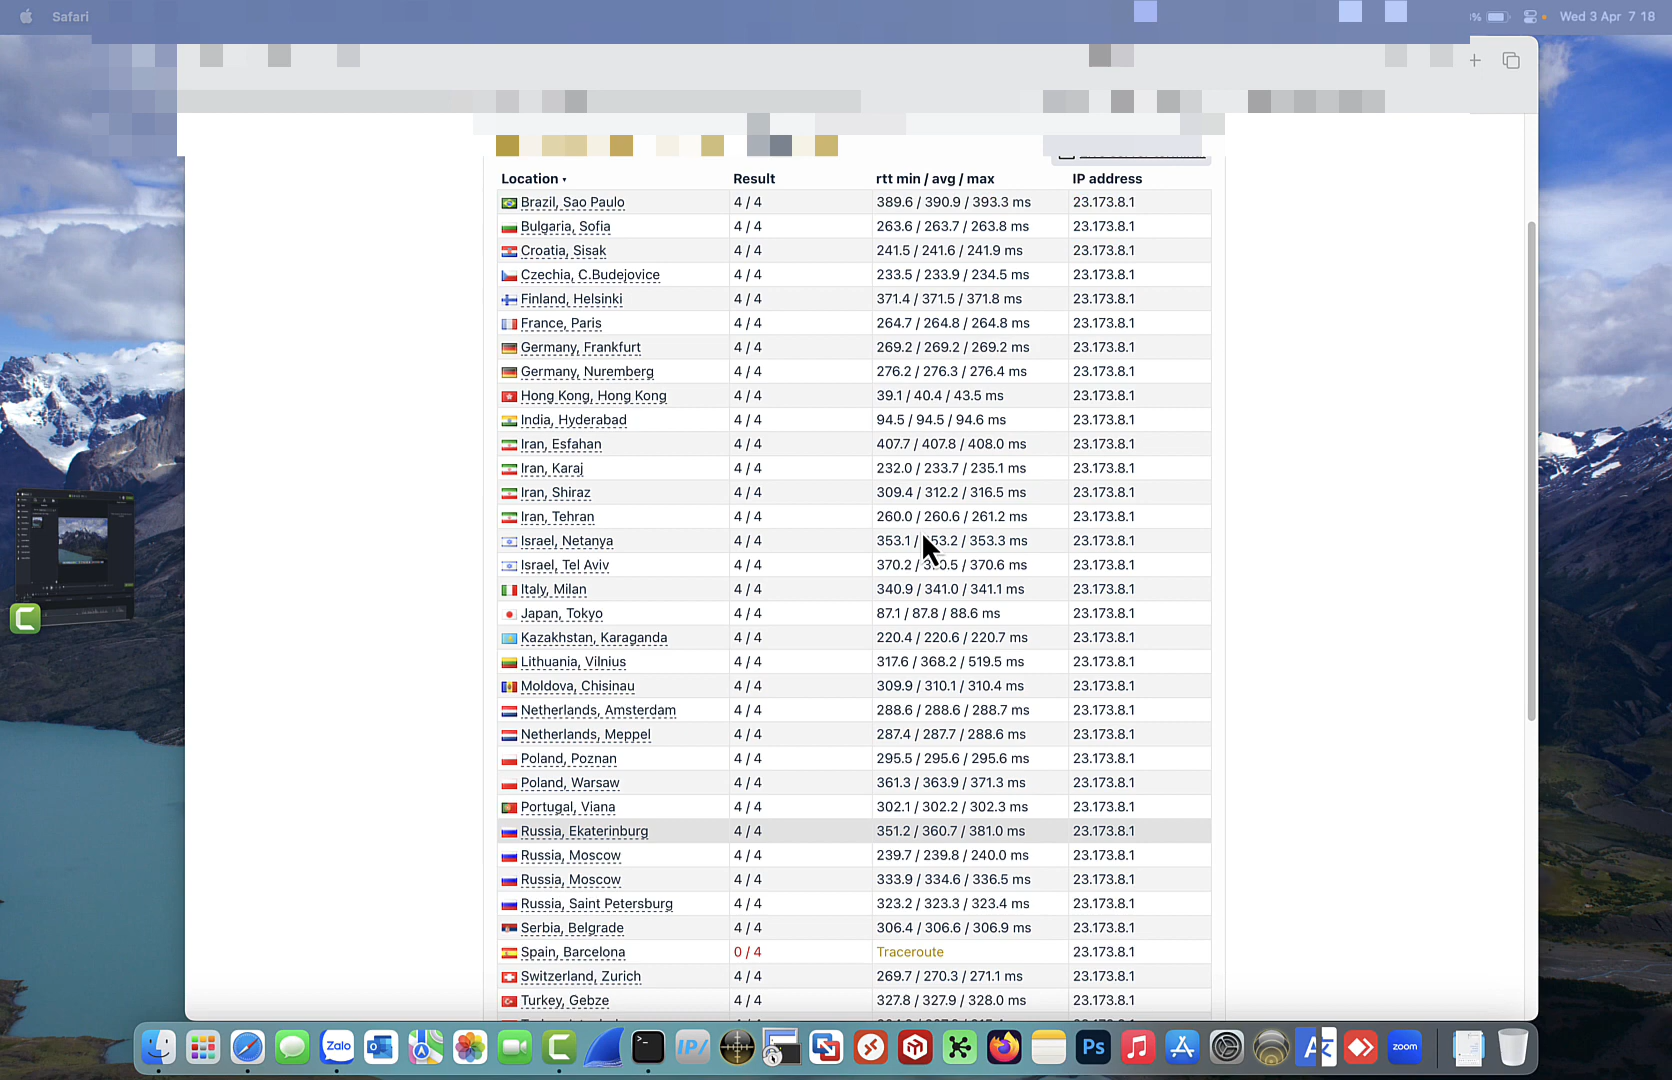 Safari
% Wed 3 Apr 7 18
Location ▾ Result rtt min / avg / max IP address
Brazil, Sao Paulo 4 / 4 389.6 / 390.9 / 393.3 ms 23.173.8.1
Bulgaria, Sofia 4 / 4 263.6 / 263.7 / 263.8 ms 23.173.8.1
Croatia, Sisak 4 / 4 241.5 / 241.6 / 241.9 ms 23.173.8.1
Czechia, C.Budejovice 4 / 4 233.5 / 233.9 / 234.5 ms 23.173.8.1
Finland, Helsinki 4 / 4 371.4 / 371.5 / 371.8 ms 23.173.8.1
France, Paris 4 / 4 264.7 / 264.8 / 264.8 ms 23.173.8.1
Germany, Frankfurt 4 / 4 269.2 / 269.2 / 269.2 ms 23.173.8.1
Germany, Nuremberg 4 / 4 276.2 / 276.3 / 276.4 ms 23.173.8.1
Hong Kong, Hong Kong 4 / 4 39.1 / 40.4 / 43.5 ms 23.173.8.1
India, Hyderabad 4 / 4 94.5 / 94.5 / 94.6 ms 23.173.8.1
Iran, Esfahan 4 / 4 407.7 / 407.8 / 408.0 ms 23.173.8.1
Iran, Karaj 4 / 4 232.0 / 233.7 / 235.1 ms 23.173.8.1
Iran, Shiraz 4 / 4 309.4 / 312.2 / 316.5 ms 23.173.8.1
Iran, Tehran 4 / 4 260.0 / 260.6 / 261.2 ms 23.173.8.1
Israel, Netanya 4 / 4 353.1 / 53.2 / 353.3 ms 23.173.8.1
Israel, Tel Aviv 4 / 4 370.2 / 0.5 / 370.6 ms 23.173.8.1
Italy, Milan 4 / 4 340.9 / 341.0 / 341.1 ms 23.173.8.1
Japan, Tokyo 4 / 4 87.1 / 87.8 / 88.6 ms 23.173.8.1
Kazakhstan, Karaganda 4 / 4 220.4 / 220.6 / 220.7 ms 23.173.8.1
Lithuania, Vilnius 4 / 4 317.6 / 368.2 / 519.5 ms 23.173.8.1
Moldova, Chisinau 4 / 4 309.9 / 310.1 / 310.4 ms 23.173.8.1
Netherlands, Amsterdam 4 / 4 288.6 / 288.6 / 288.7 ms 23.173.8.1
Netherlands, Meppel 4 / 4 287.4 / 287.7 / 288.6 ms 23.173.8.1
Poland, Poznan 4 / 4 295.5 / 295.6 / 295.6 ms 23.173.8.1
Poland, Warsaw 4 / 4 361.3 / 363.9 / 371.3 ms 23.173.8.1
Portugal, Viana 4 / 4 302.1 / 302.2 / 302.3 ms 23.173.8.1
Russia, Ekaterinburg 4 / 4 351.2 / 360.7 / 381.0 ms 23.173.8.1
Russia, Moscow 4 / 4 239.7 / 239.8 / 240.0 ms 23.173.8.1
Russia, Moscow 4 / 4 333.9 / 334.6 / 336.5 ms 23.173.8.1
Russia, Saint Petersburg 4 / 4 323.2 / 323.3 / 323.4 ms 23.173.8.1
Serbia, Belgrade 4 / 4 306.4 / 306.6 / 306.9 ms 23.173.8.1
Spain, Barcelona 0 / 4 Traceroute 23.173.8.1
Switzerland, Zurich 4 / 4 269.7 / 270.3 / 271.1 ms 23.173.8.1
Turkey, Gebze 4 / 4 327.8 / 327.9 / 328.0 ms 23.173.8.1
Zalo IP/ Ps zoom